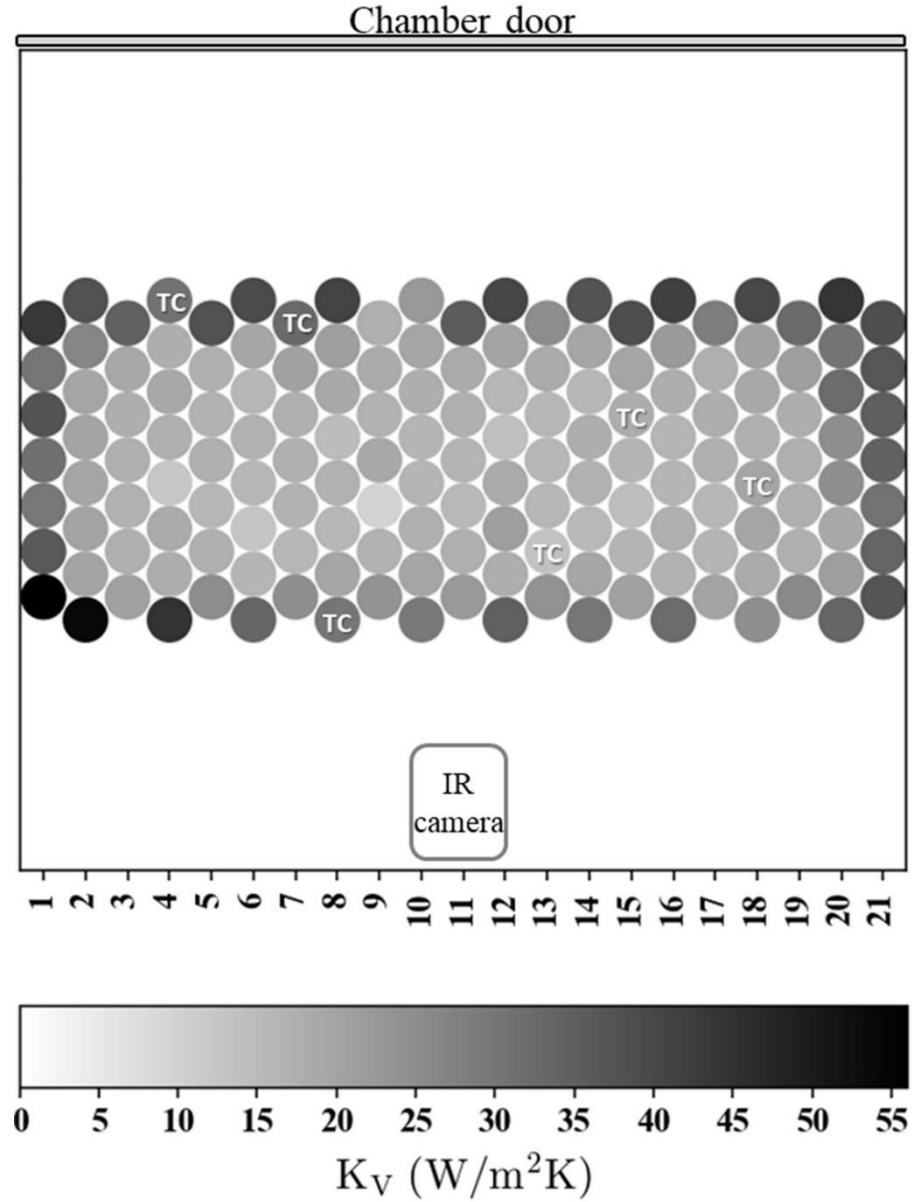 Chamber door
TC
TC
TC
TC
TC
TC
IR
camera
1 2 3 4 5 6 7 8 9 10 11 12 13 14 15 16 17 18 19 20 21
0 5 10 15 20 25 30 35 40 45 50 55
K_V (W/m²K)